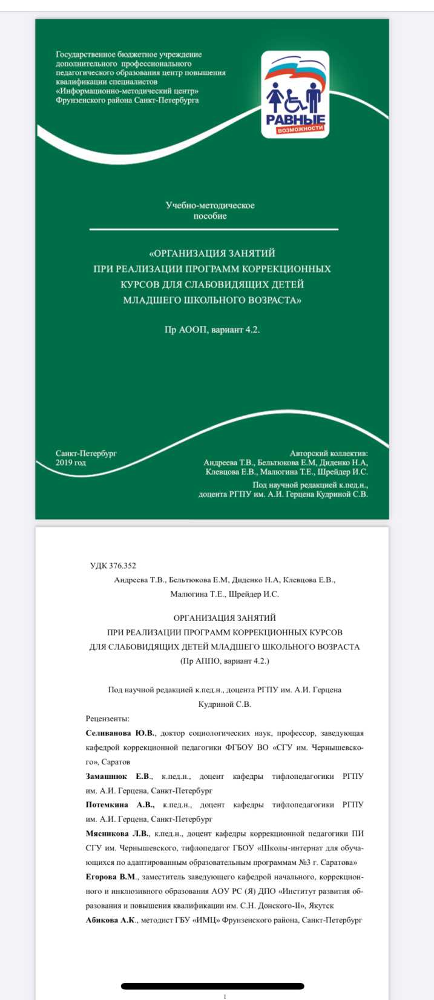 Государственное бюджетное учреждение
дополнительного профессионального
педагогического образования центр повышения
квалификации специалистов
«Информационно-методический центр»
Фрунзенского района Санкт-Петербурга
РАВНЫЕ
ВОЗМОЖНОСТИ
Учебно-методическое
пособие
«ОРГАНИЗАЦИЯ ЗАНЯТИЙ
ПРИ РЕАЛИЗАЦИИ ПРОГРАММ КОРРЕКЦИОННЫХ
КУРСОВ ДЛЯ СЛАБОВИДЯЩИХ ДЕТЕЙ
МЛАДШЕГО ШКОЛЬНОГО ВОЗРАСТА»
Пр АООП, вариант 4.2.
Санкт-Петербург
2019 год
Авторский коллектив:
Андреева Т.В., Бельтюкова Е.М, Диденко Н.А,
Клевцова Е.В., Малюгина Т.Е., Шрейдер И.С.
Под научной редакцией к.пед.н.,
доцента РГПУ им. А.И. Герцена Кудриной С.В.
УДК 376.352
Андреева Т.В., Бельтюкова Е.М, Диденко Н.А, Клевцова Е.В.,
Малюгина Т.Е., Шрейдер И.С.
ОРГАНИЗАЦИЯ ЗАНЯТИЙ
ПРИ РЕАЛИЗАЦИИ ПРОГРАММ КОРРЕКЦИОННЫХ КУРСОВ
ДЛЯ СЛАБОВИДЯЩИХ ДЕТЕЙ МЛАДШЕГО ШКОЛЬНОГО ВОЗРАСТА
(Пр АППО, вариант 4.2.)
Под научной редакцией к.пед.н., доцента РГПУ им. А.И. Герцена
Кудриной С.В.
Рецензенты:
Селиванова Ю.В., доктор социологических наук, профессор, заведующая
кафедрой коррекционной педагогики ФГБОУ ВО «СГУ им. Чернышевско-
го», Саратов
Замашнюк Е.В., к.пед.н., доцент кафедры тифлопедагогики РГПУ
им. А.И. Герцена, Санкт-Петербург
Потемкина А.В., к.пед.н., доцент кафедры тифлопедагогики РГПУ
им. А.И. Герцена, Санкт-Петербург
Мясникова Л.В., к.пед.н., доцент кафедры коррекционной педагогики ПИ
СГУ им. Чернышевского, тифлопедагог ГБОУ «Школы-интернат для обуча-
ющихся по адаптированным образовательным программам №3 г. Саратова»
Егорова В.М., заместитель заведующего кафедрой начального, коррекцион-
ного и инклюзивного образования АОУ РС (Я) ДПО «Институт развития об-
разования и повышения квалификации им. С.Н. Донского-II», Якутск
Абикова А.К., методист ГБУ «ИМЦ» Фрунзенского района, Санкт-Петербург
1